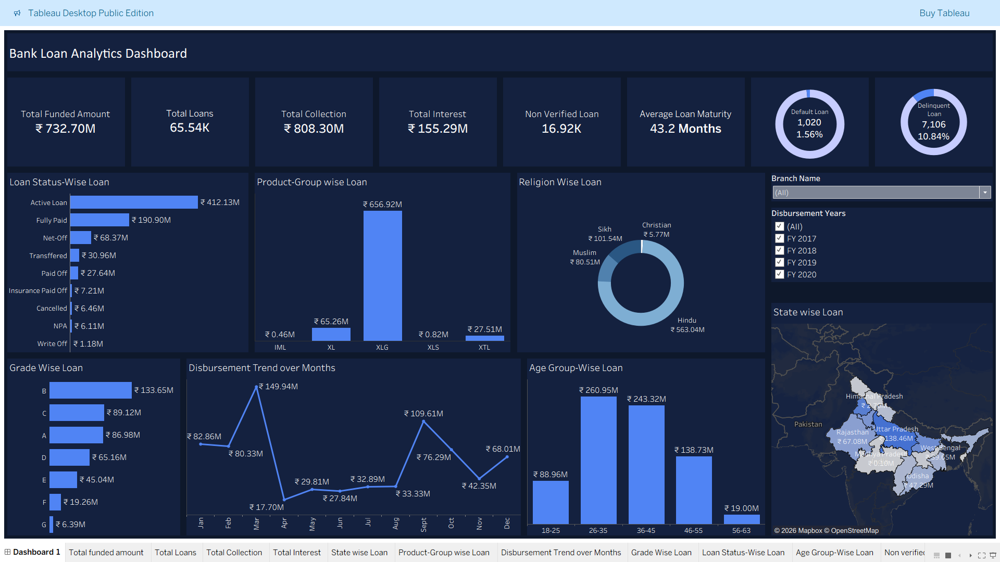 Tableau Desktop Public Edition
Buy Tableau
Bank Loan Analytics Dashboard
Total Funded Amount
₹ 732.70M
Total Loans
65.54K
Total Collection
₹ 808.30M
Total Interest
₹ 155.29M
Non Verified Loan
16.92K
Average Loan Maturity
43.2 Months
Default Loan
1,020
1.56%
Delinquent
Loan
7,106
10.84%
Loan Status-Wise Loan
Active Loan ₹ 412.13M
Fully Paid ₹ 190.90M
Net-Off ₹ 68.37M
Transffered ₹ 30.96M
Paid Off ₹ 27.64M
Insurance Paid Off ₹ 7.21M
Cancelled ₹ 6.46M
NPA ₹ 6.11M
Write Off ₹ 1.18M
Product-Group wise Loan
₹ 0.46M ₹ 65.26M ₹ 656.92M ₹ 0.82M ₹ 27.51M
IML XL XLG XLS XTL
Religion Wise Loan
Christian
₹ 5.77M
Sikh
₹ 101.54M
Muslim
₹ 80.51M
Hindu
₹ 563.04M
Branch Name
(All)
Disbursement Years
(All)
FY 2017
FY 2018
FY 2019
FY 2020
State wise Loan
Himachal Pradesh
Pakistan
Rajasthan
₹ 67.08M
Uttar Pradesh
₹ 138.46M
West Bengal
Madhya Pradesh
Odisha
₹ 47.29M
© 2026 Mapbox © OpenStreetMap
Grade Wise Loan
B ₹ 133.65M
C ₹ 89.12M
A ₹ 86.98M
D ₹ 65.16M
E ₹ 45.04M
F ₹ 19.26M
G ₹ 6.39M
Disbursement Trend over Months
₹ 82.86M ₹ 80.33M ₹ 149.94M ₹ 17.70M ₹ 29.81M ₹ 27.84M ₹ 32.89M ₹ 33.33M ₹ 109.61M ₹ 76.29M ₹ 42.35M ₹ 68.01M
Jan Feb Mar Apr May Jun Jul Aug Sept Oct Nov Dec
Age Group-Wise Loan
₹ 88.96M ₹ 260.95M ₹ 243.32M ₹ 138.73M ₹ 19.00M
18-25 26-35 36-45 46-55 56-63
Dashboard 1 Total funded amount Total Loans Total Collection Total Interest State wise Loan Product-Group wise Loan Disbursement Trend over Months Grade Wise Loan Loan Status-Wise Loan Age Group-Wise Loan Non verified